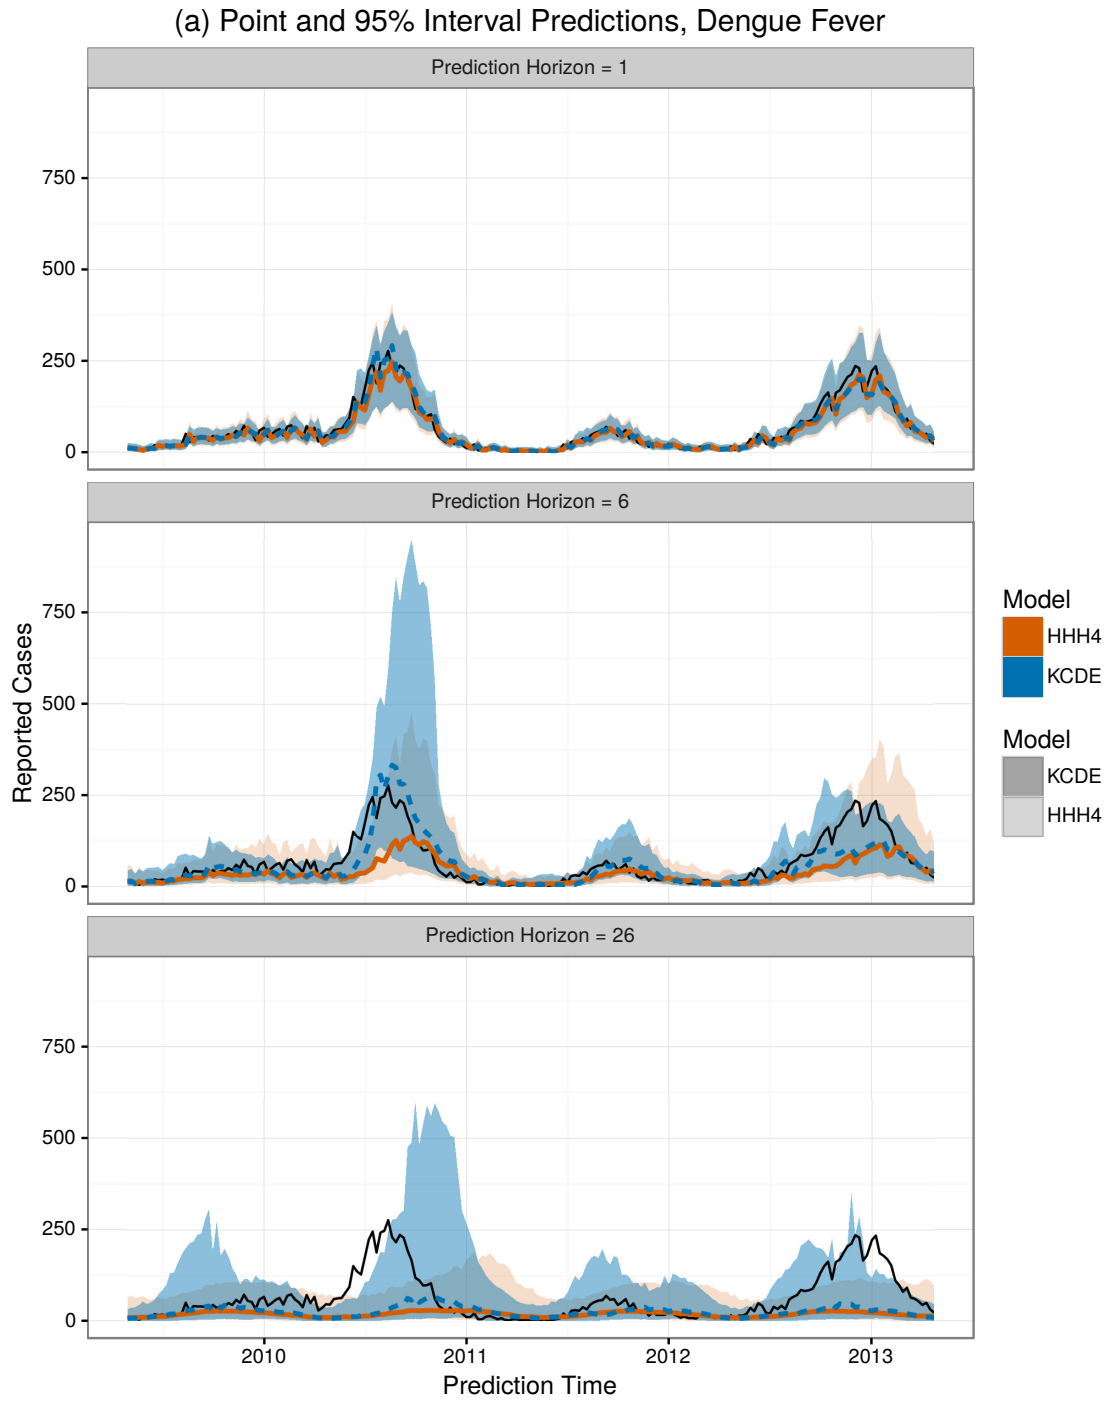 (a) Point and 95% Interval Predictions, Dengue Fever
Prediction Horizon = 1
750
500
250
0
Prediction Horizon = 6
750
500
250
0
Prediction Horizon = 26
750
500
250
0
2010 2011 2012 2013
Prediction Time
Reported Cases
Model
HHH4
KCDE
Model
KCDE
HHH4